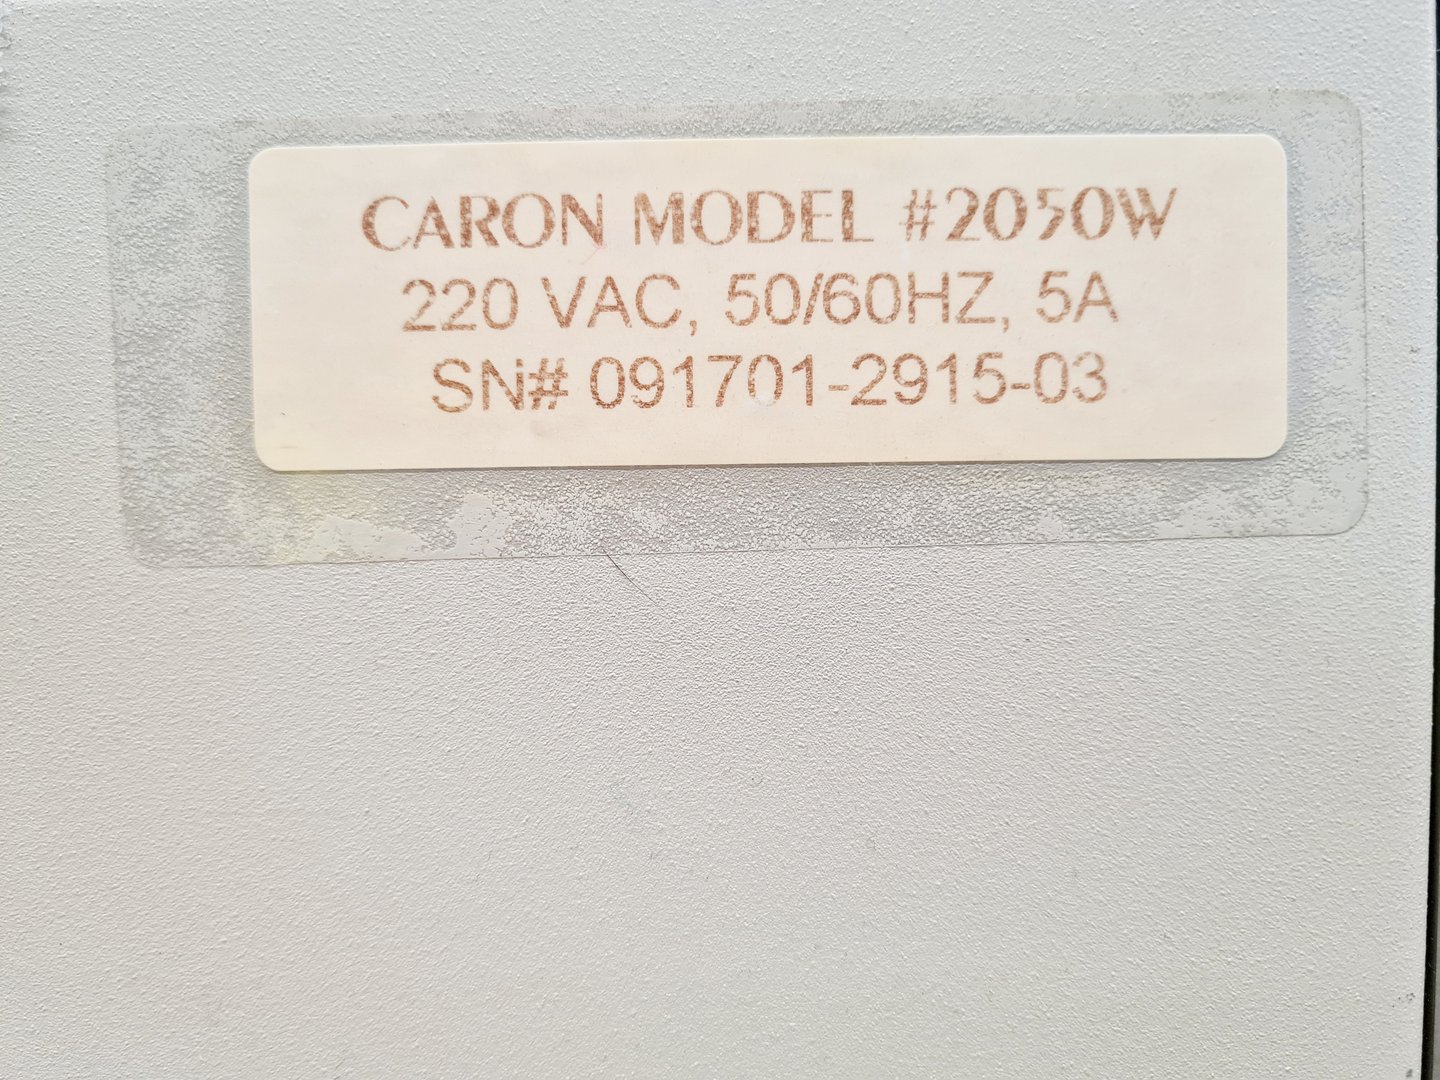 CARON MODEL #2050W
220 VAC, 50/60HZ, 5A
SN# 091701-2915-03